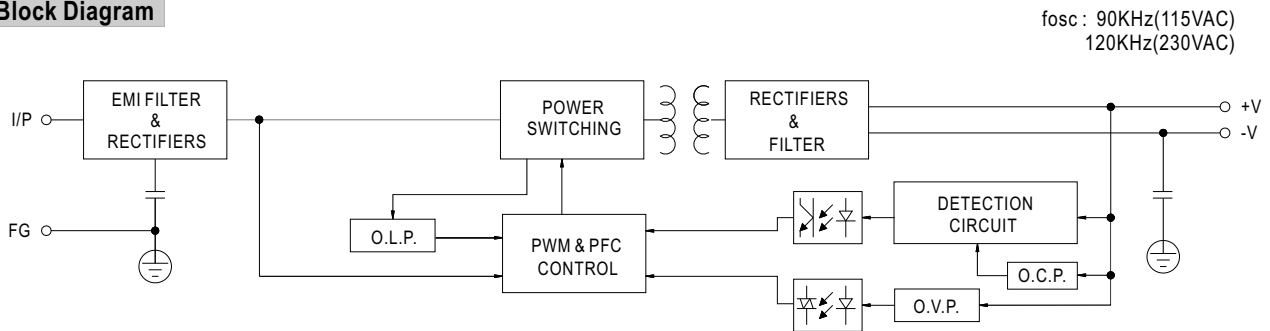 Block Diagram
fosc : 90KHz(115VAC)
120KHz(230VAC)
I/P
EMI FILTER
&
RECTIFIERS
POWER
SWITCHING
RECTIFIERS
&
FILTER
+V
-V
FG
O.L.P.
PWM & PFC
CONTROL
DETECTION
CIRCUIT
O.C.P.
O.V.P.